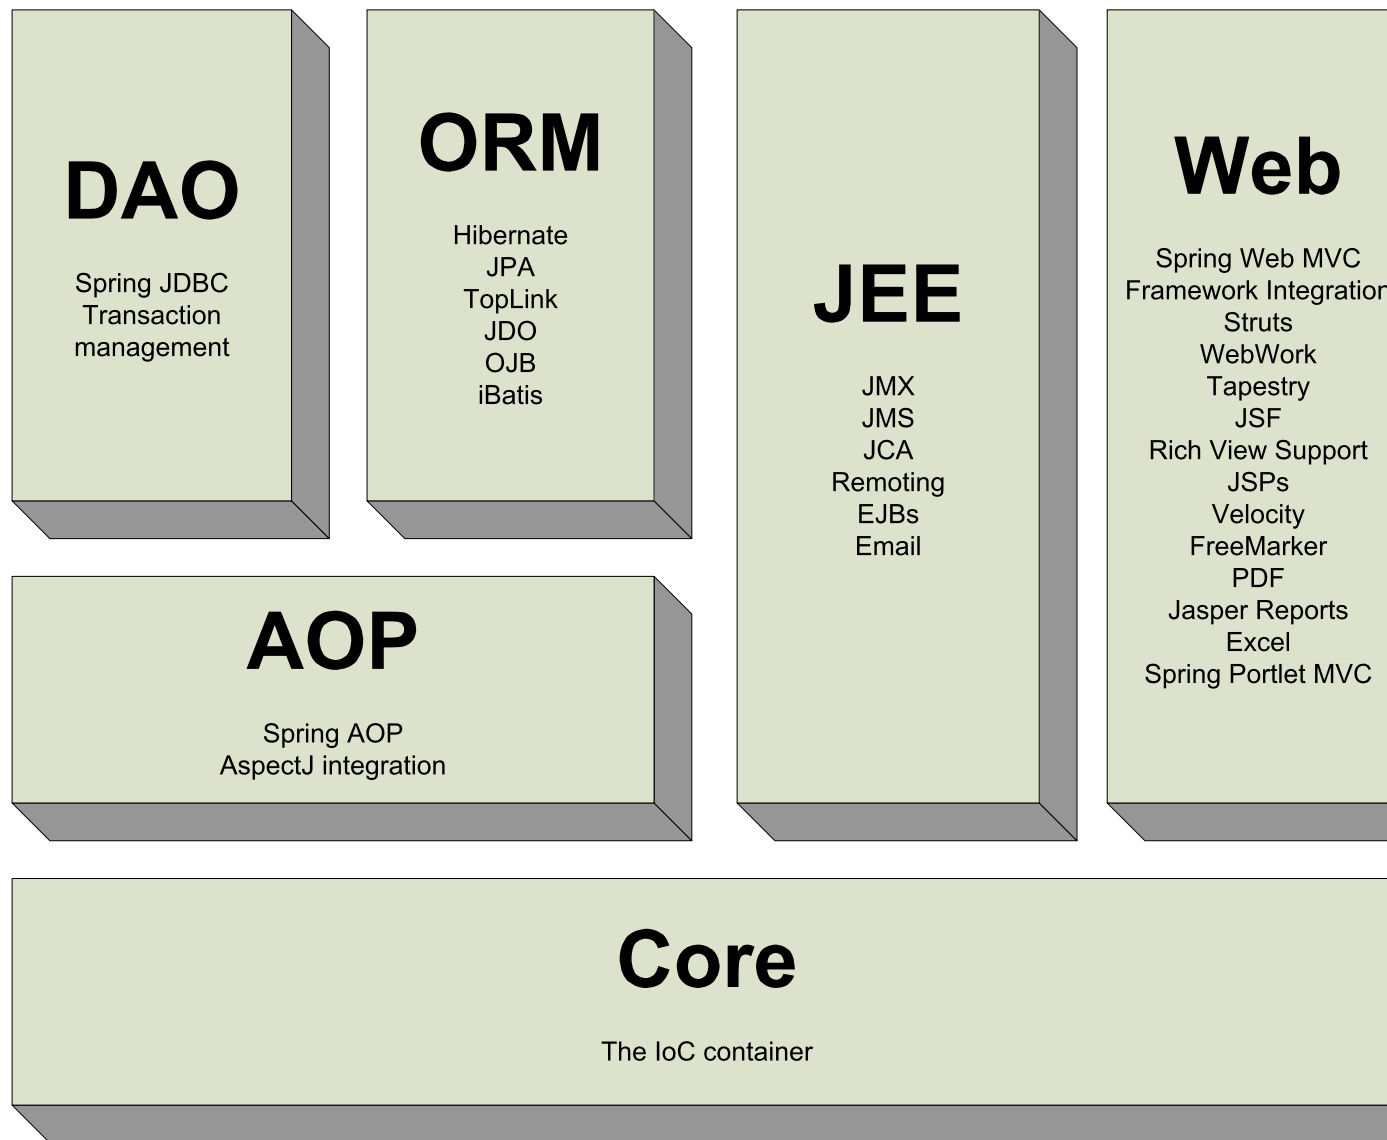 DAO
Spring JDBC
Transaction
management
ORM
Hibernate
JPA
TopLink
JDO
OJB
iBatis
JEE
JMX
JMS
JCA
Remoting
EJBs
Email
Web
Spring Web MVC
Framework Integration
Struts
WebWork
Tapestry
JSF
Rich View Support
JSPs
Velocity
FreeMarker
PDF
Jasper Reports
Excel
Spring Portlet MVC
AOP
Spring AOP
AspectJ integration
Core
The IoC container